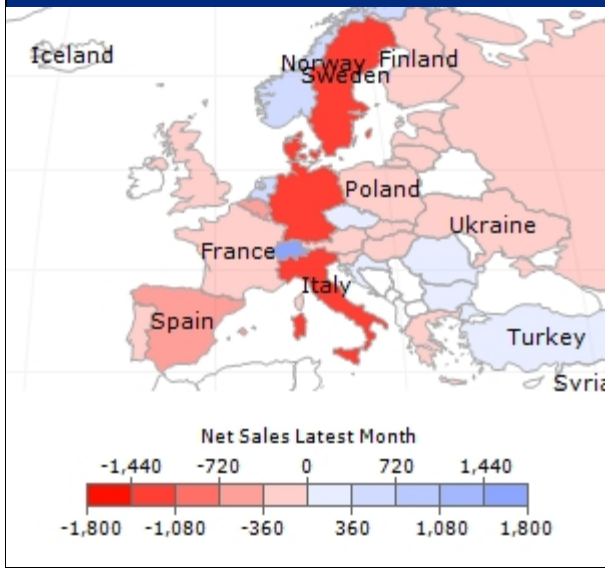 Iceland
Norway Finland
Sweden
Poland
Ukraine
France
Italy
Spain
Turkey
Syria
Net Sales Latest Month
-1,440 -720 0 720 1,440
-1,800 -1,080 -360 360 1,080 1,800